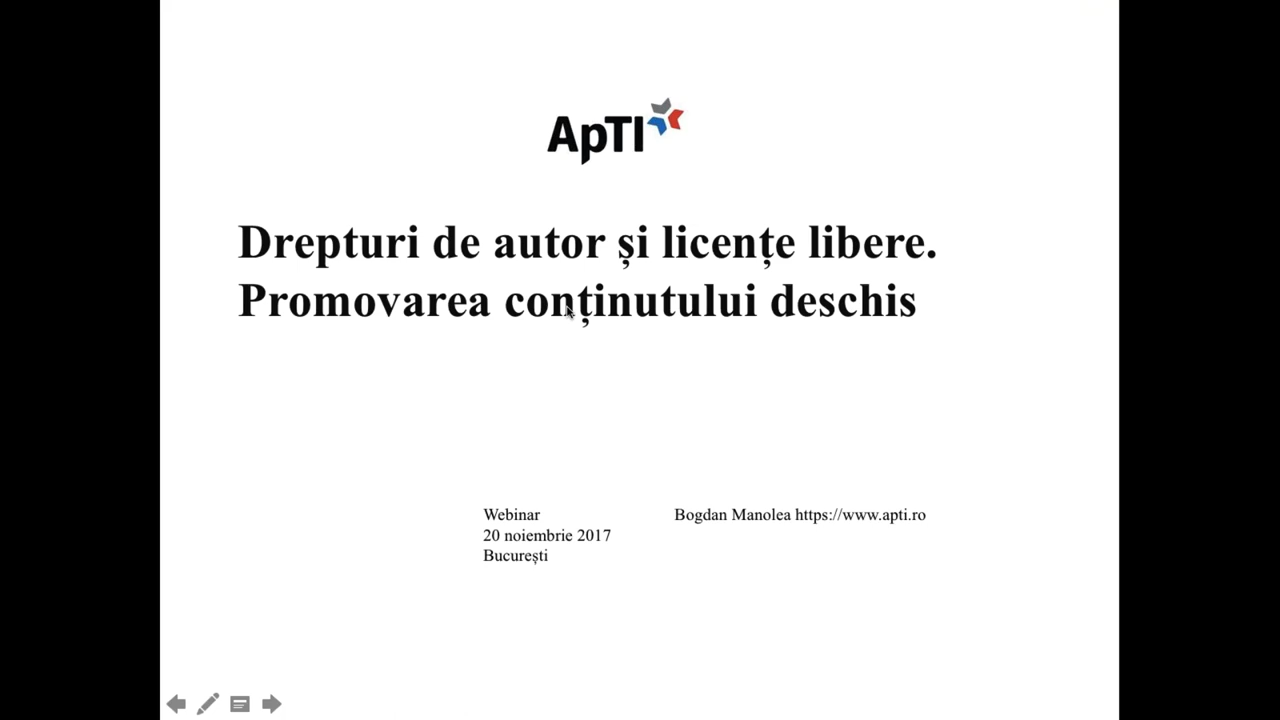 ApTI
Drepturi de autor și licențe libere.
Promovarea conținutului deschis
Webinar
20 noiembrie 2017
București
Bogdan Manolea https://www.apti.ro